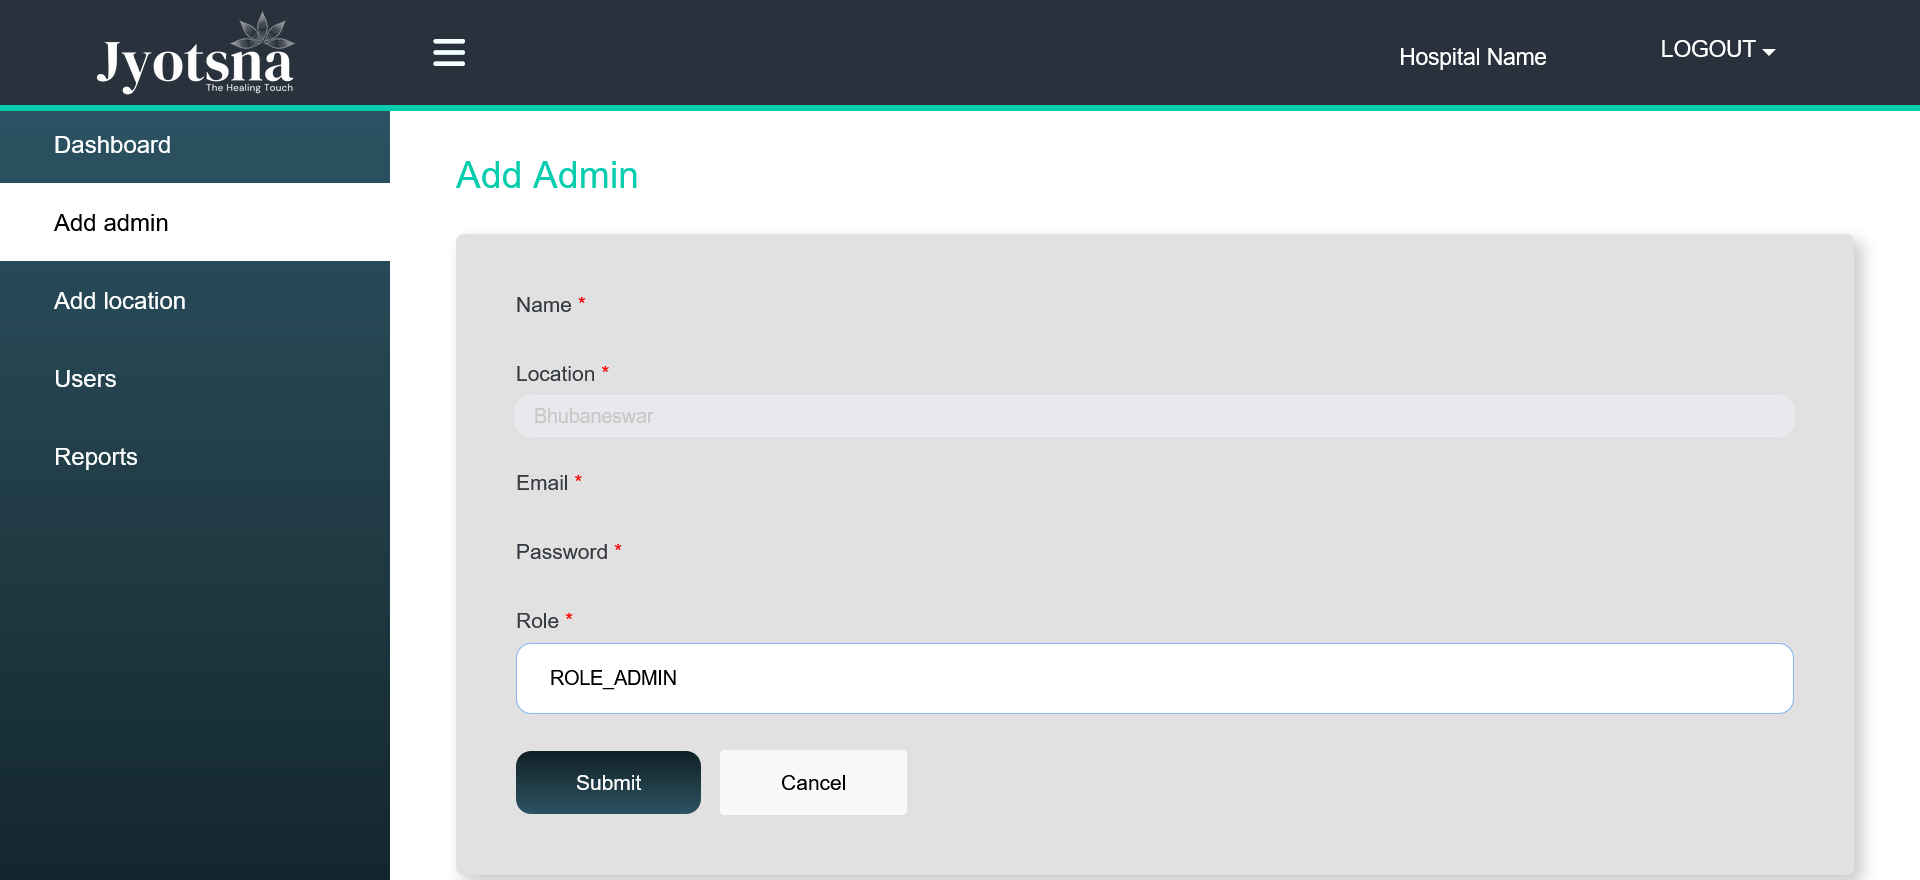 Jyotsna
The Healing Touch
Hospital Name
LOGOUT
Dashboard
Add admin
Add location
Users
Reports
Add Admin
Name *
Location *
Bhubaneswar
Email *
Password *
Role *
ROLE_ADMIN
Submit
Cancel